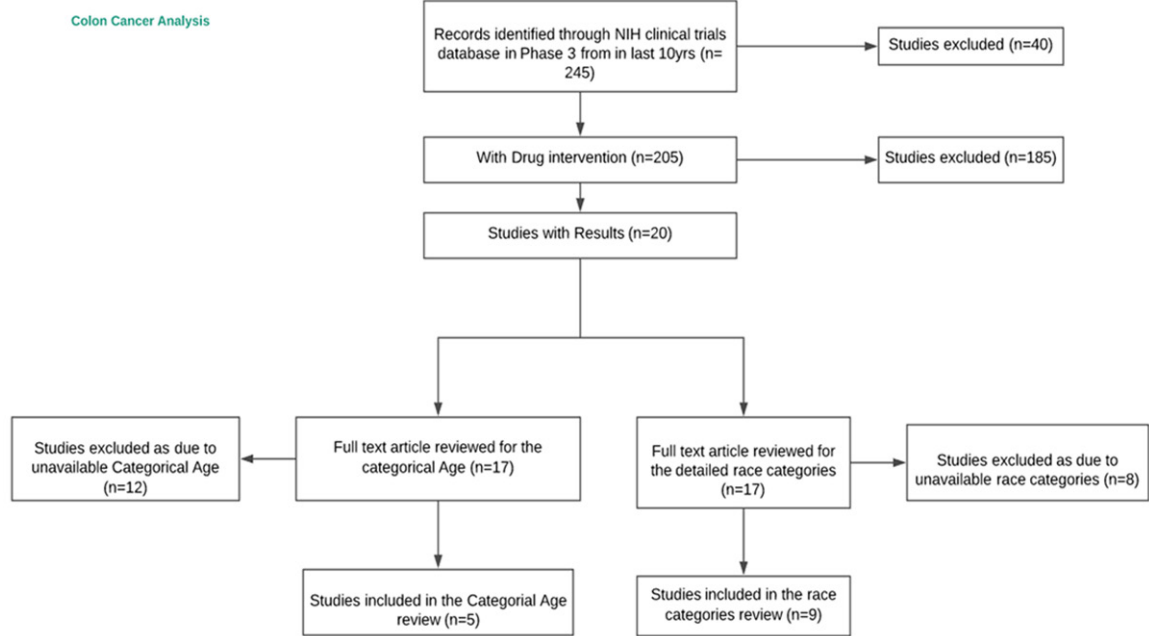 Colon Cancer Analysis
Records identified through NIH clinical trials
database in Phase 3 from in last 10yrs (n=
245)
Studies excluded (n=40)
With Drug intervention (n=205)
Studies excluded (n=185)
Studies with Results (n=20)
Studies excluded as due to
unavailable Categorical Age
(n=12)
Full text article reviewed for the
categorical Age (n=17)
Full text article reviewed for
the detailed race categories
(n=17)
Studies excluded as due to
unavailable race categories (n=8)
Studies included in the Categorial Age
review (n=5)
Studies included in the race
categories review (n=9)